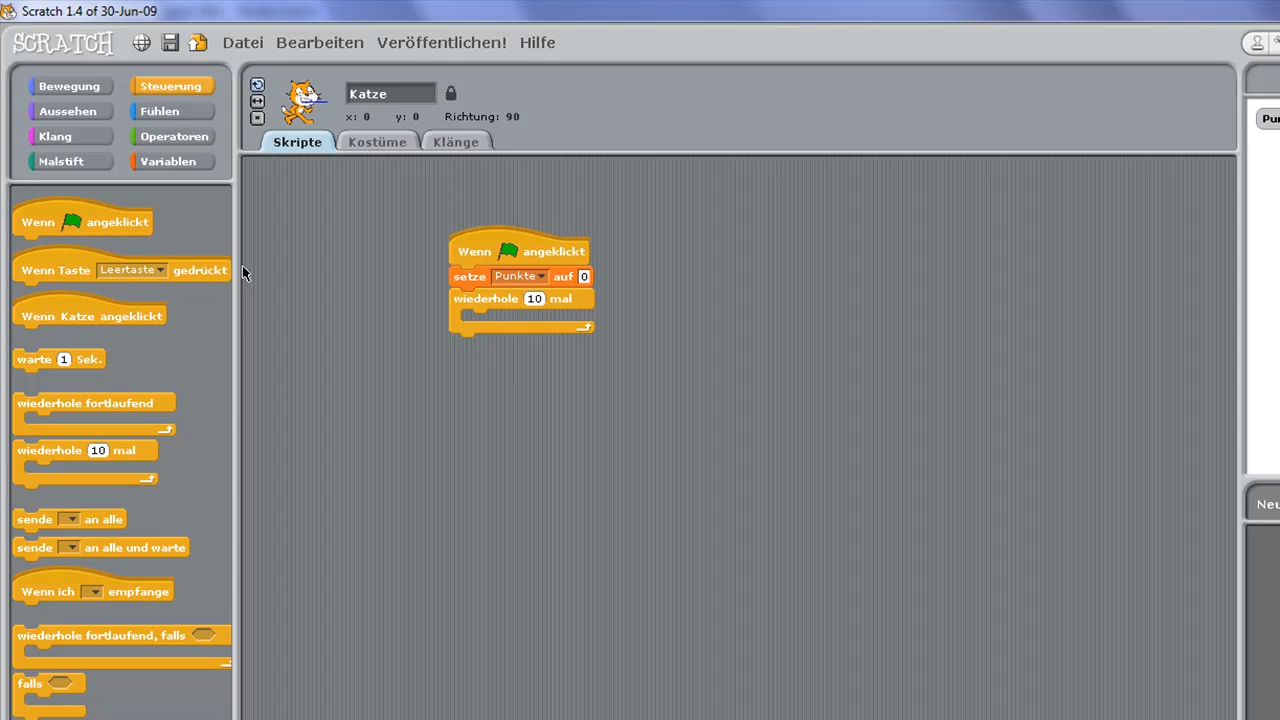 Scratch 1.4 of 30-Jun-09
SCRATCH Datei Bearbeiten Veröffentlichen! Hilfe
Bewegung Steuerung
Aussehen Fühlen
Klang Operatoren
Malstift Variablen
Katze
x: 0 y: 0 Richtung: 90
Skripte Kostüme Klänge
Wenn angeklickt
Wenn Taste Leertaste gedrückt
Wenn Katze angeklickt
warte 1 Sek.
wiederhole fortlaufend
wiederhole 10 mal
sende an alle
sende an alle und warte
Wenn ich empfange
wiederhole fortlaufend, falls
falls
Wenn angeklickt
setze Punkte auf 0
wiederhole 10 mal
Pun
Neu